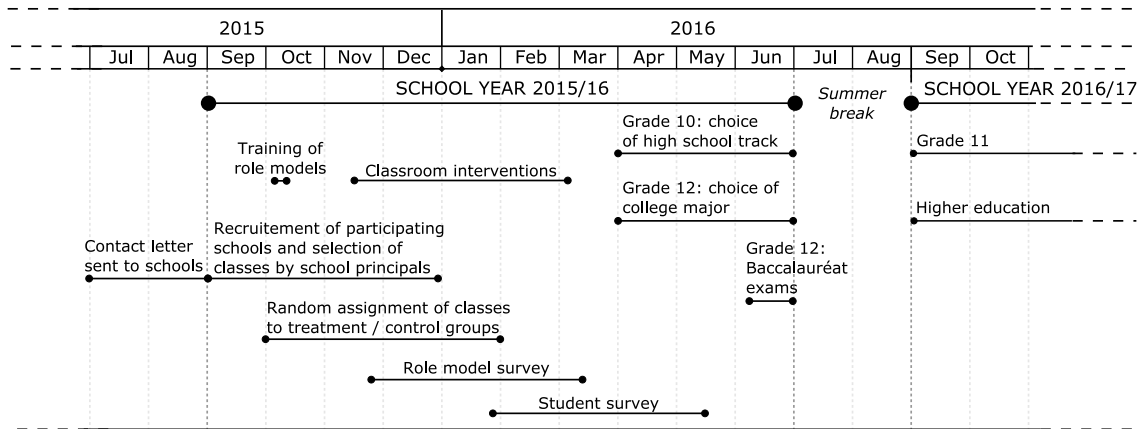 2015
2016
Jul Aug Sep Oct Nov Dec Jan Feb Mar Apr May Jun Jul Aug Sep Oct
SCHOOL YEAR 2015/16
Summer
break
SCHOOL YEAR 2016/17
Training of
role models
Classroom interventions
Grade 10: choice
of high school track
Grade 11
Grade 12: choice of
college major
Higher education
Contact letter
sent to schools
Recruitement of participating
schools and selection of
classes by school principals
Grade 12:
Baccalauréat
exams
Random assignment of classes
to treatment / control groups
Role model survey
Student survey